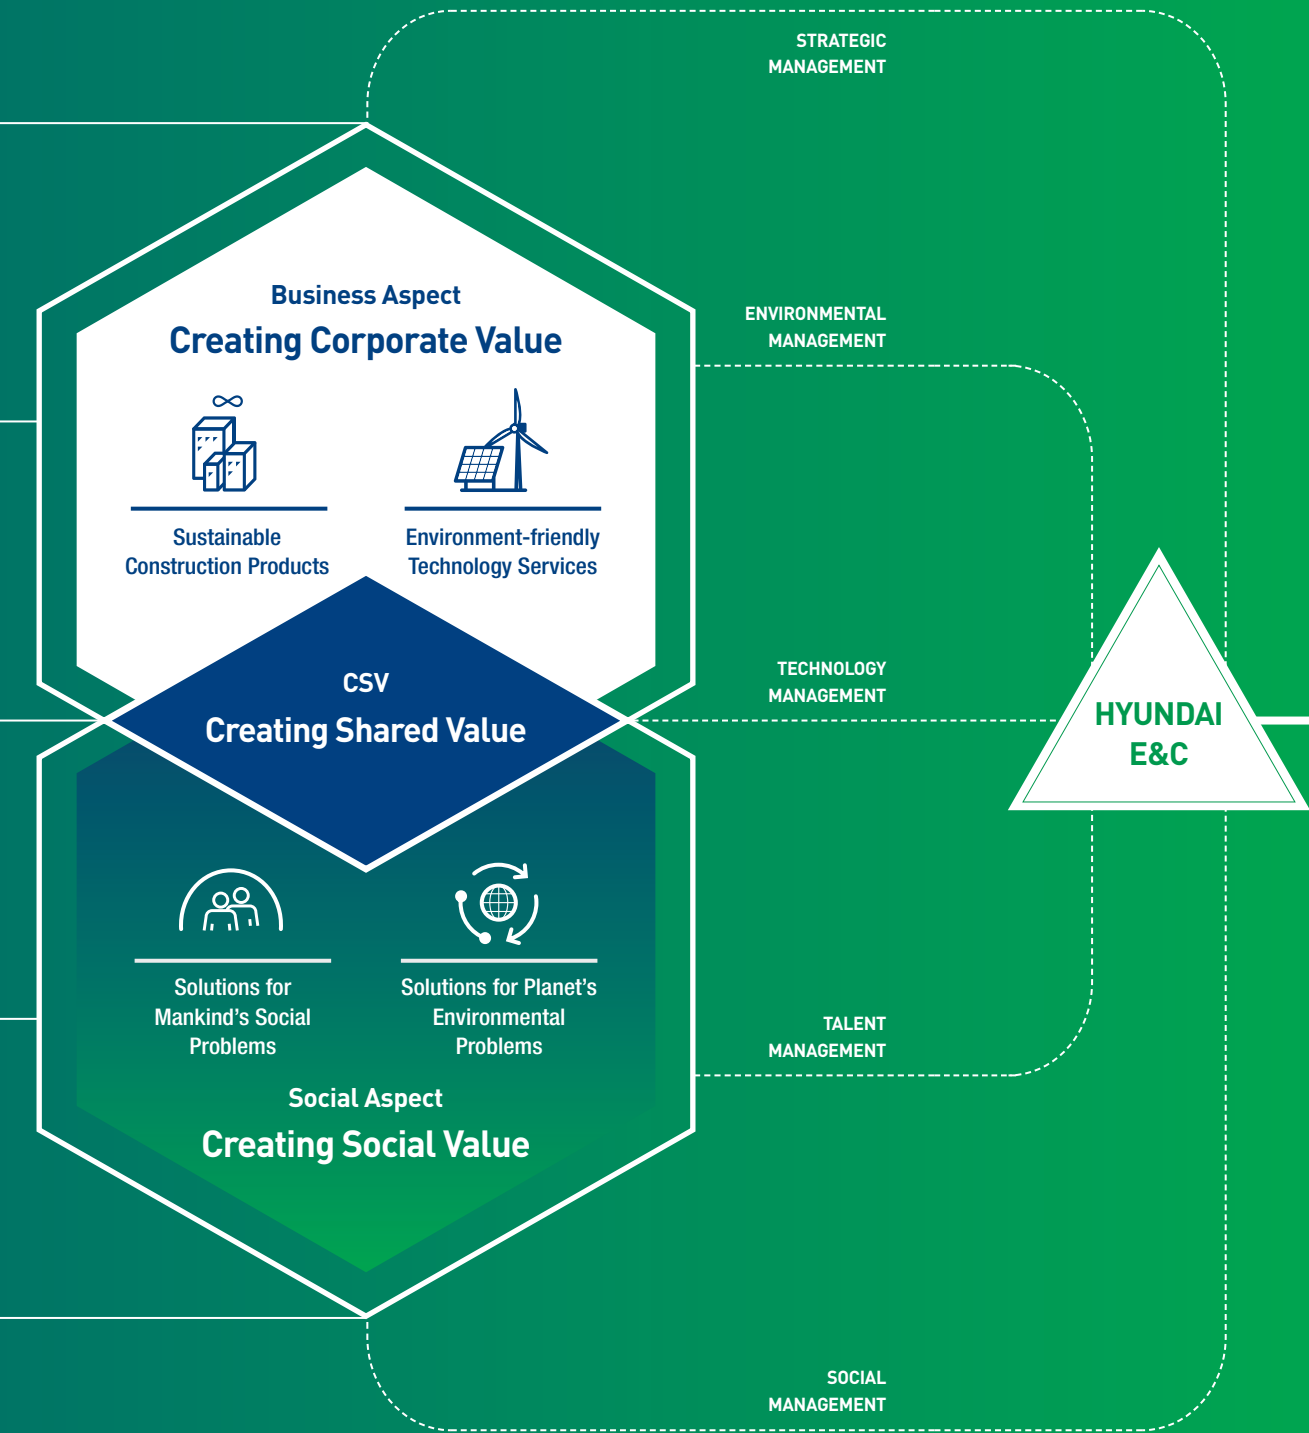 STRATEGIC
MANAGEMENT
Business Aspect
Creating Corporate Value
Sustainable
Construction Products
Environment-friendly
Technology Services
CSV
Creating Shared Value
Solutions for
Mankind’s Social
Problems
Solutions for Planet’s
Environmental
Problems
Social Aspect
Creating Social Value
ENVIRONMENTAL
MANAGEMENT
TECHNOLOGY
MANAGEMENT
TALENT
MANAGEMENT
SOCIAL
MANAGEMENT
HYUNDAI
E&C